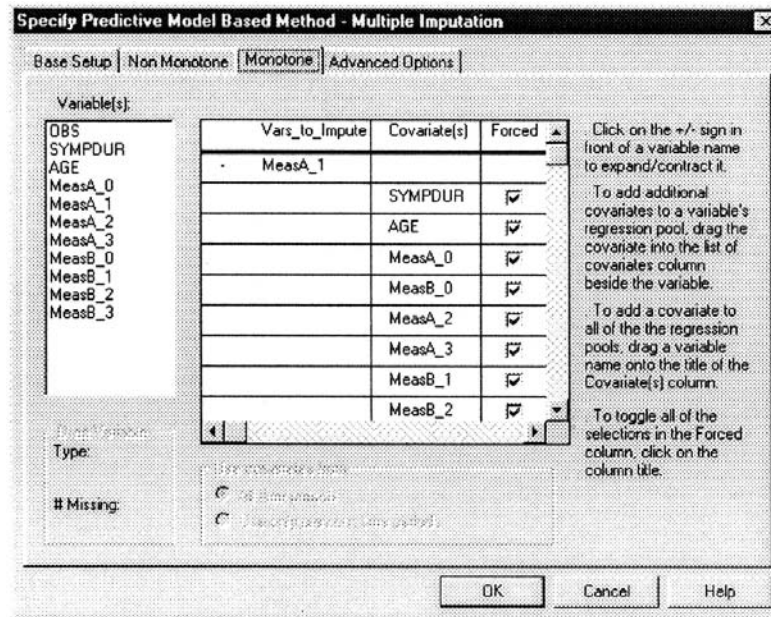 Specify Predictive Model Based Method - Multiple Imputation
Base Setup | Non Monotone | Monotone | Advanced Options
Variable(s):
OBS
SYMPDUR
AGE
MeasA_0
MeasA_1
MeasA_2
MeasA_3
MeasB_0
MeasB_1
MeasB_2
MeasB_3
Vars_to_Impute Covariate(s) Forced
- MeasA_1
SYMPDUR
AGE
MeasA_0
MeasB_0
MeasA_2
MeasA_3
MeasB_1
MeasB_2
Click on the +/- sign in
front of a variable name
to expand/contract it.
To add additional
covariates to a variable's
regression pool, drag the
covariate into the list of
covariates column
beside the variable.
To add a covariate to
all of the the regression
pools, drag a variable
name onto the title of the
Covariate(s) column.
To toggle all of the
selections in the Forced
column, click on the
column title.
Type:
# Missing:
OK Cancel Help